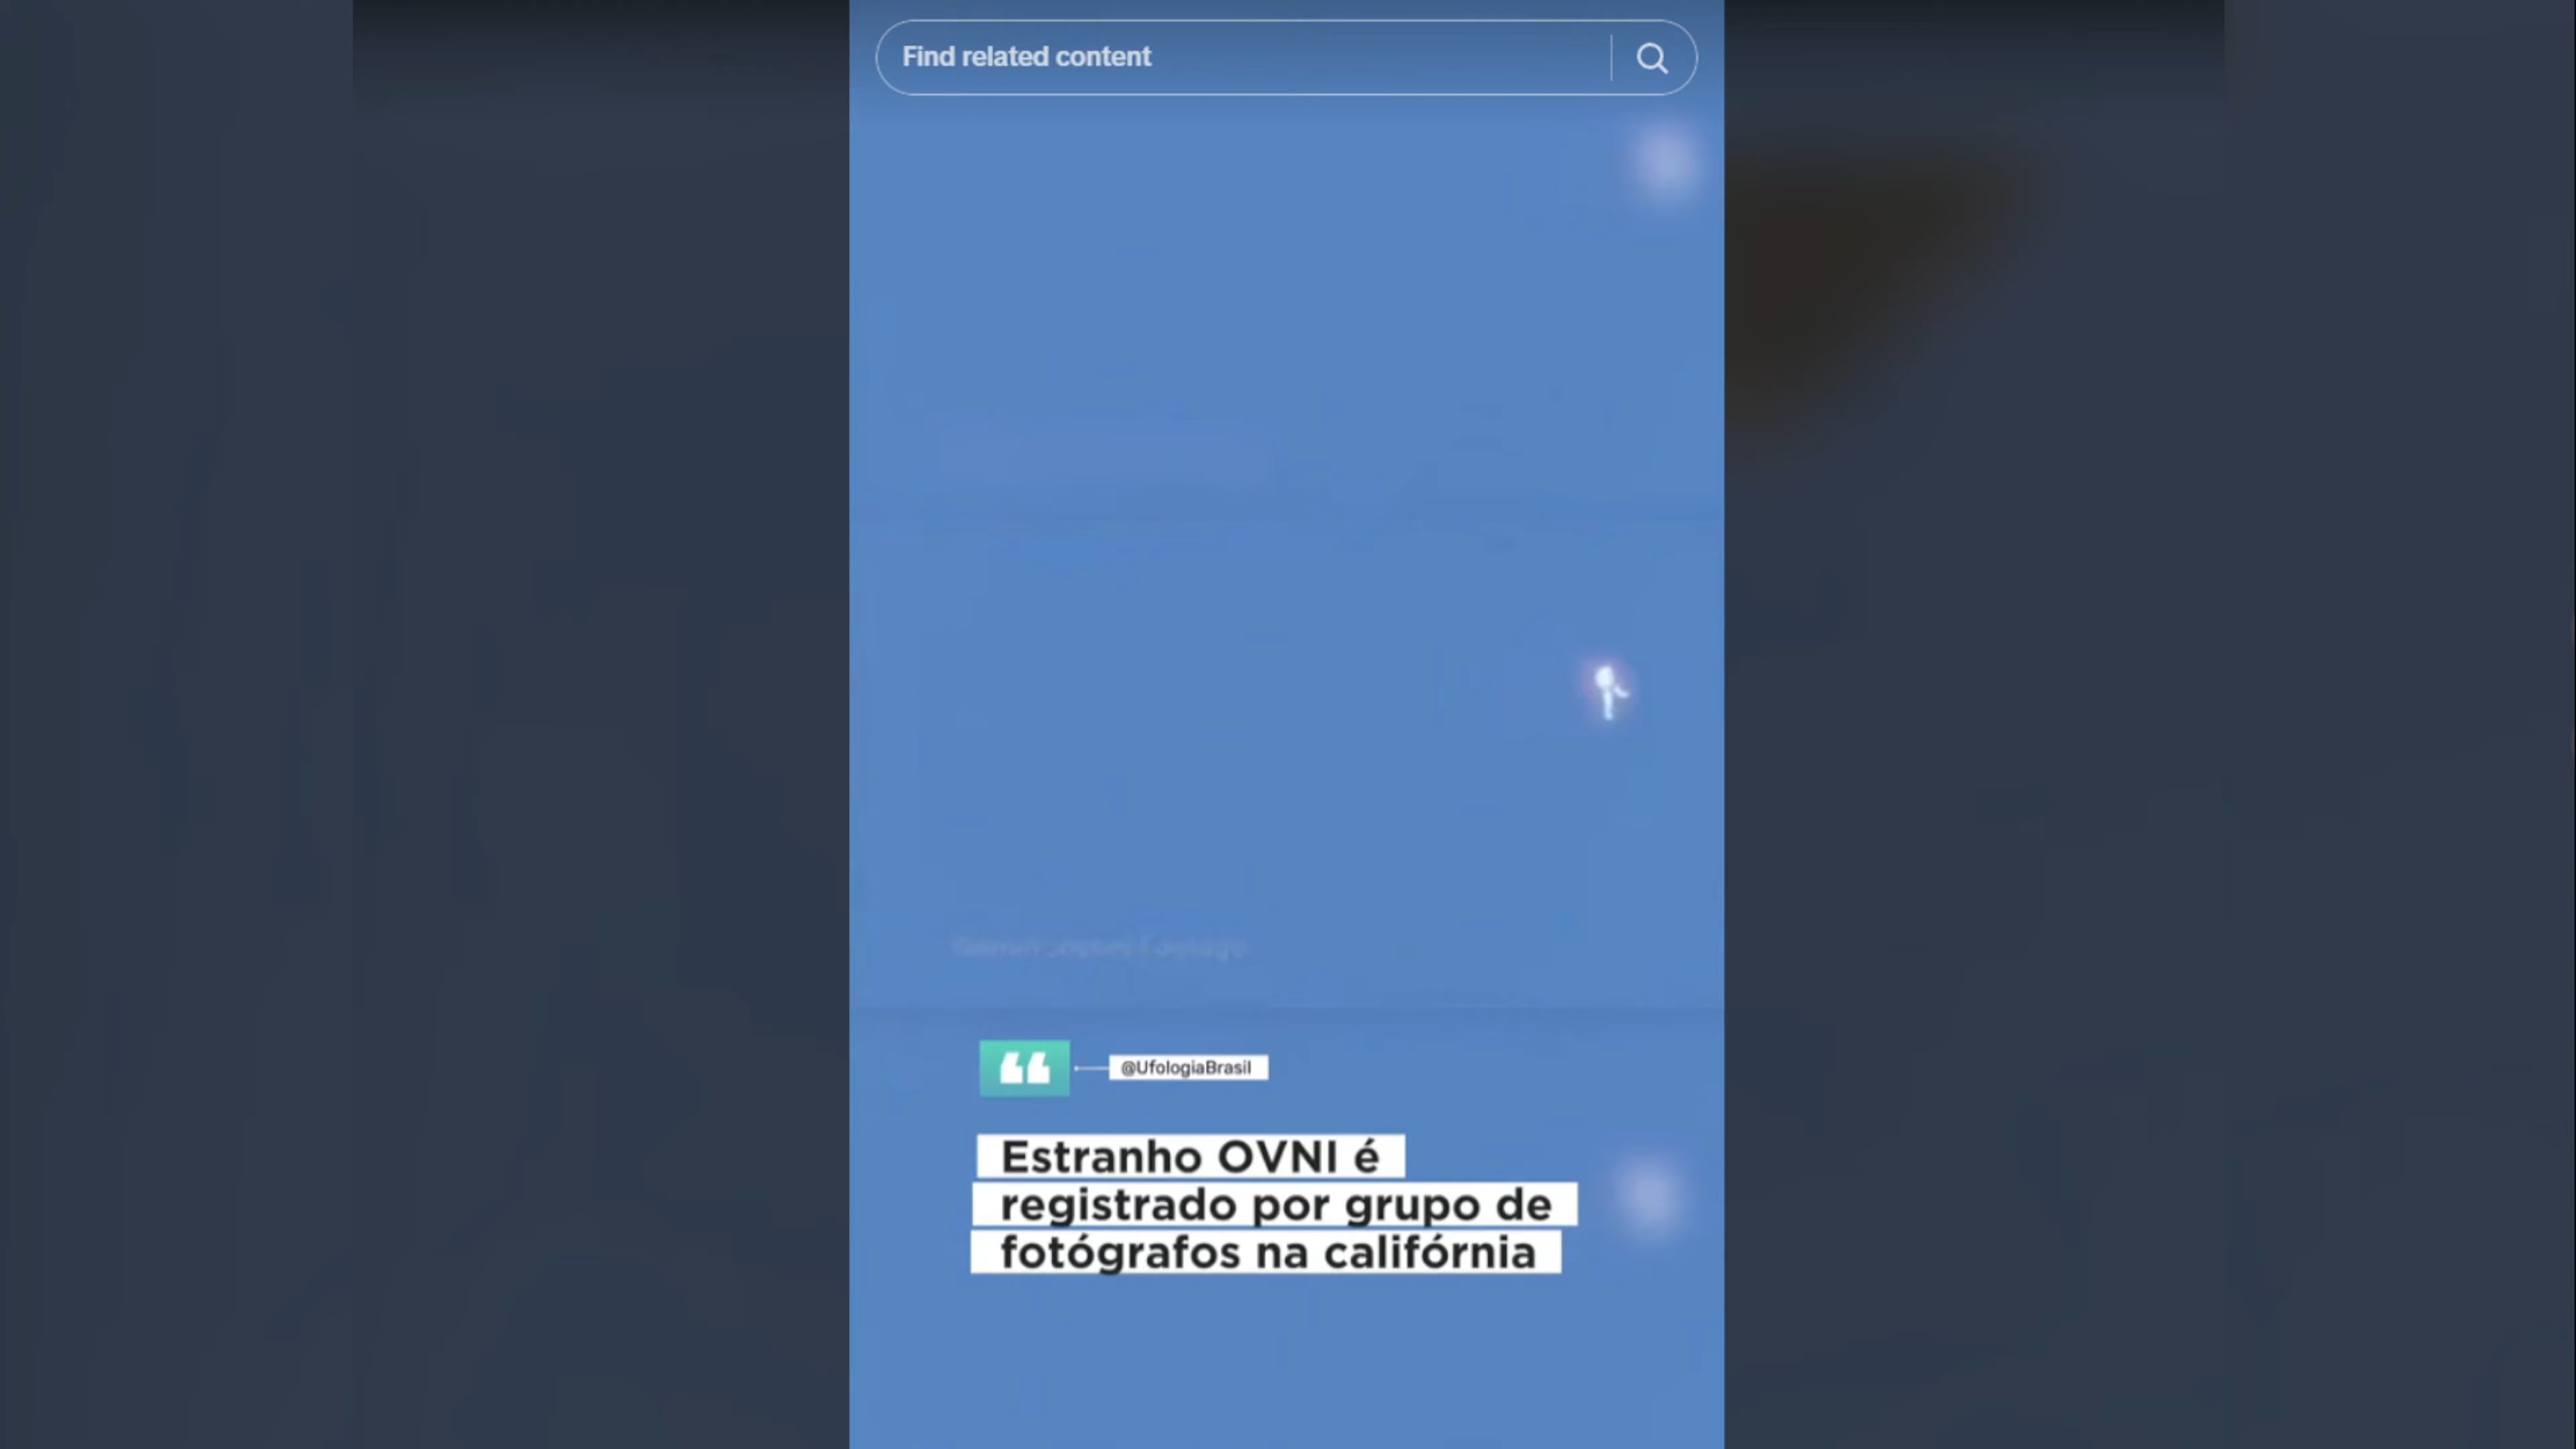 Find related content
@UfologiaBrasil
Estranho OVNI é
registrado por grupo de
fotógrafos na califórnia